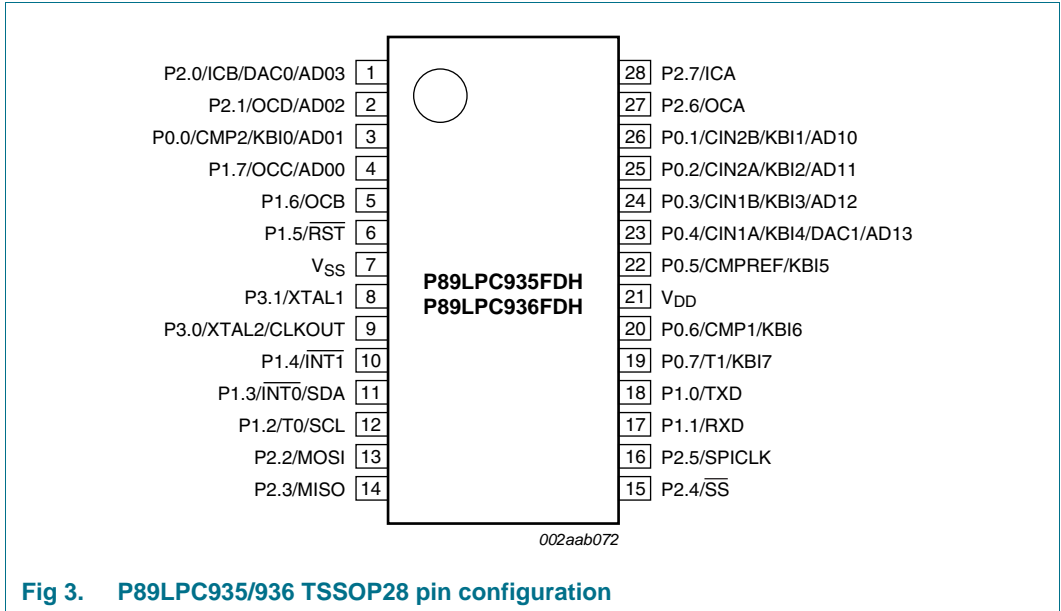 P2.0/ICB/DAC0/AD03 1
P2.1/OCD/AD02 2
P0.0/CMP2/KBI0/AD01 3
P1.7/OCC/AD00 4
P1.6/OCB 5
P1.5/R̅S̅T̅ 6
VSS 7
P3.1/XTAL1 8
P3.0/XTAL2/CLKOUT 9
P1.4/I̅N̅T̅1̅ 10
P1.3/I̅N̅T̅0̅/SDA 11
P1.2/T0/SCL 12
P2.2/MOSI 13
P2.3/MISO 14
P89LPC935FDH
P89LPC936FDH
28 P2.7/ICA
27 P2.6/OCA
26 P0.1/CIN2B/KBI1/AD10
25 P0.2/CIN2A/KBI2/AD11
24 P0.3/CIN1B/KBI3/AD12
23 P0.4/CIN1A/KBI4/DAC1/AD13
22 P0.5/CMPREF/KBI5
21 VDD
20 P0.6/CMP1/KBI6
19 P0.7/T1/KBI7
18 P1.0/TXD
17 P1.1/RXD
16 P2.5/SPICLK
15 P2.4/S̅S̅
002aab072
Fig 3. P89LPC935/936 TSSOP28 pin configuration